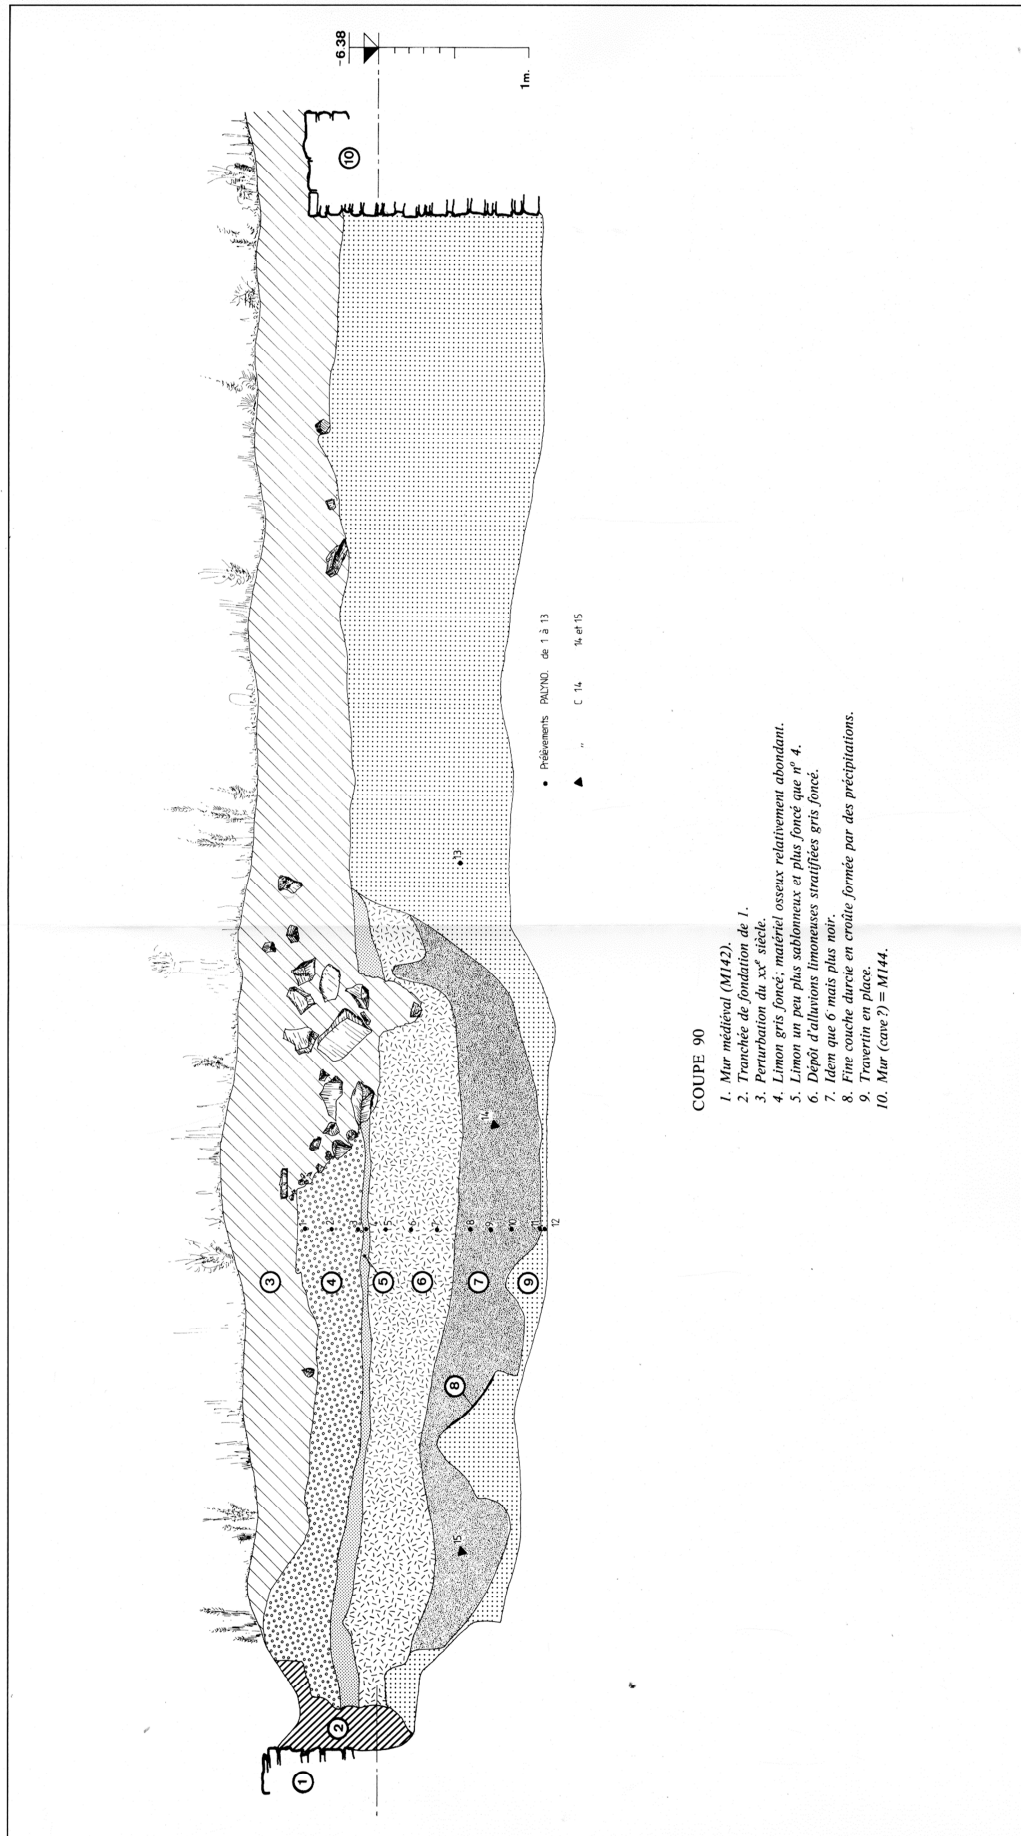 1
2
3
4
5
6
7
8
9
10
-6.38
1m.
1
2
3
4
5
6
7
8
9
10
11
12
13
14
15
• Prélèvements PALYNO. de 1 à 13
▲ " C 14 14 et 15
COUPE 90
1. Mur médiéval (M142).
2. Tranchée de fondation de 1.
3. Perturbation du XXe siècle.
4. Limon gris foncé; matériel osseux relativement abondant.
5. Limon un peu plus sablonneux et plus foncé que n° 4.
6. Dépôt d'alluvions limoneuses stratifiées gris foncé.
7. Idem que 6 mais plus noir.
8. Fine couche durcie en croûte formée par des précipitations.
9. Travertin en place.
10. Mur (cave?) = M144.